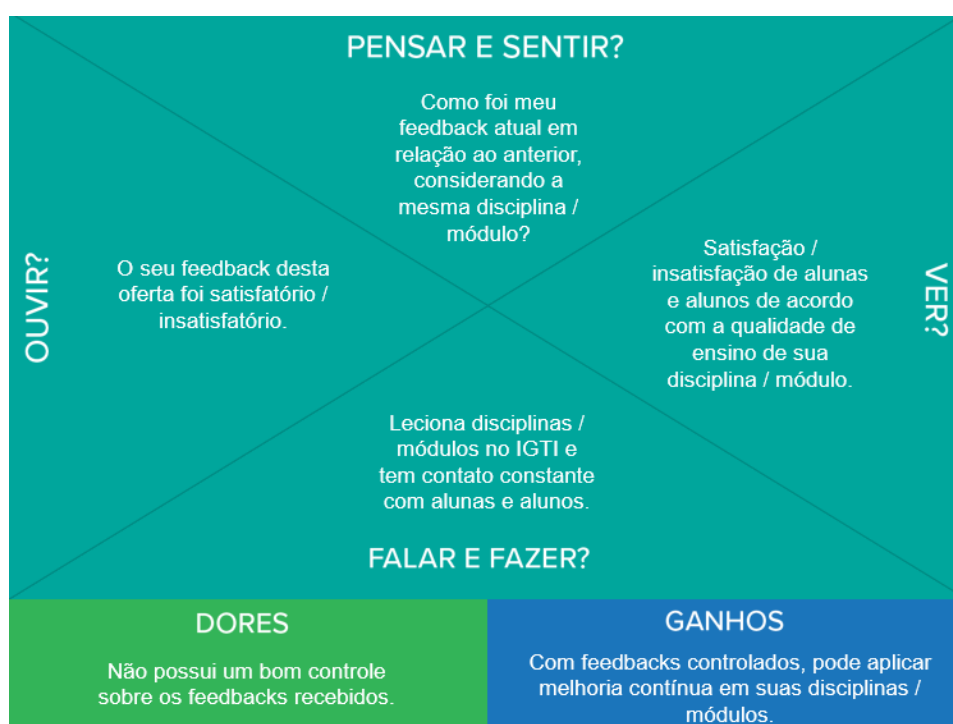 PENSAR E SENTIR?
Como foi meu
feedback atual em
relação ao anterior,
considerando a
mesma disciplina /
módulo?
OUVIR?
O seu feedback desta
oferta foi satisfatório /
insatisfatório.
Satisfação /
insatisfação de alunas
e alunos de acordo
com a qualidade de
ensino de sua
disciplina / módulo.
VER?
Leciona disciplinas /
módulos no IGTI e
tem contato constante
com alunas e alunos.
FALAR E FAZER?
DORES
Não possui um bom controle
sobre os feedbacks recebidos.
GANHOS
Com feedbacks controlados, pode aplicar
melhoria contínua em suas disciplinas /
módulos.